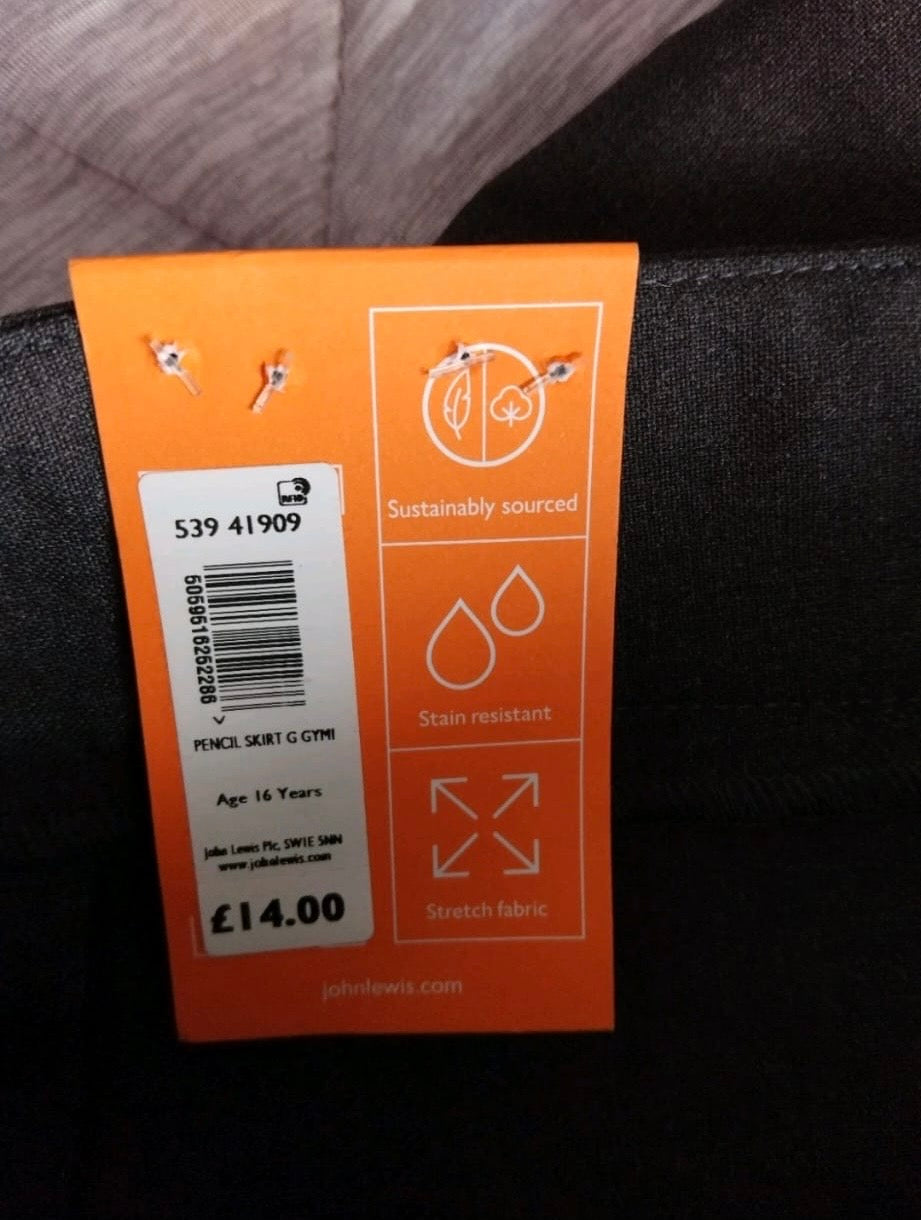 RFID
539 41909
5059516252286
PENCIL SKIRT G GYMI
Age 16 Years
John Lewis Plc, SW1E 5NN
www.johnlewis.com
£14.00
Sustainably sourced
Stain resistant
Stretch fabric
johnlewis.com